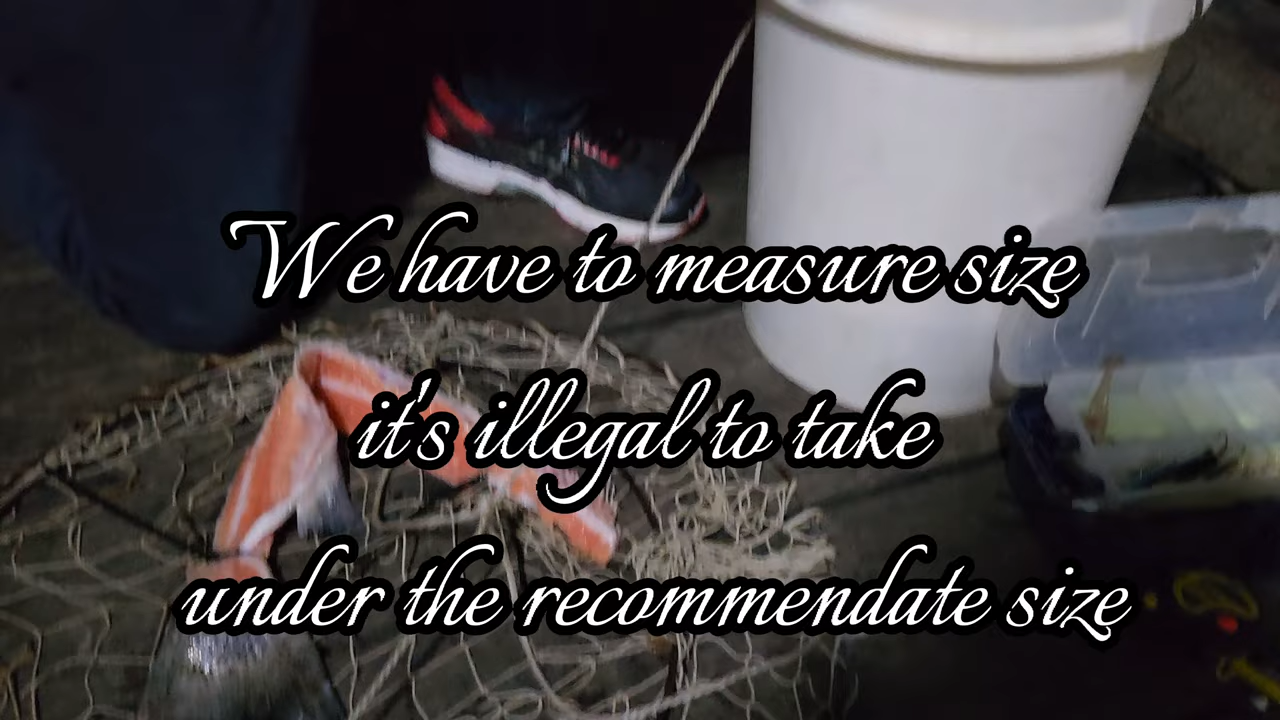 We have to measure size
it's illegal to take
under the recommendate size